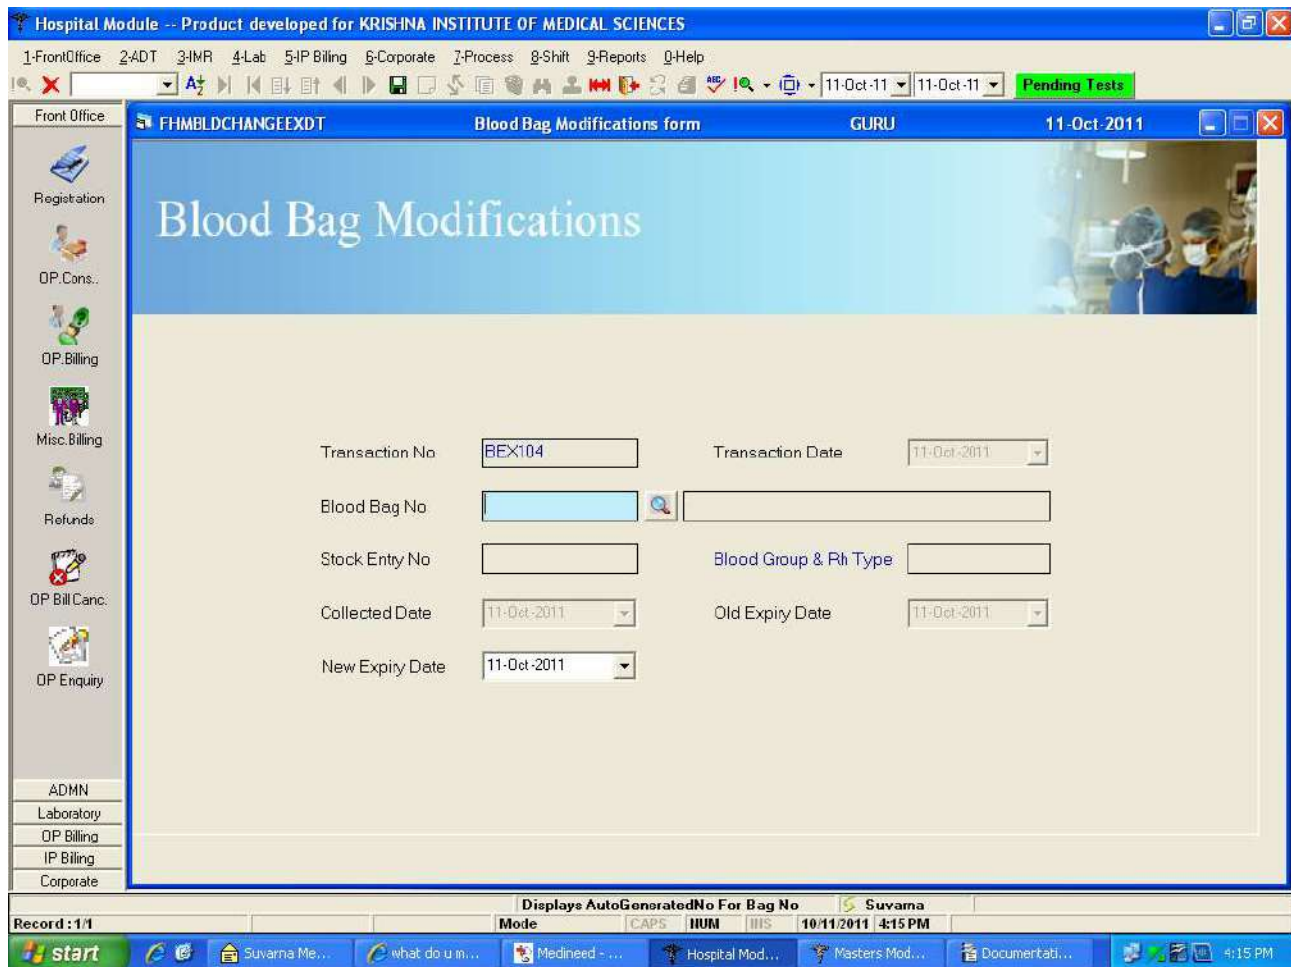 Hospital Module -- Product developed for KRISHNA INSTITUTE OF MEDICAL SCIENCES
1-FrontOffice 2-ADT 3-IMR 4-Lab 5-IP Billing 6-Corporate 7-Process 8-Shift 9-Reports 0-Help
11-Oct-11 11-Oct-11 Pending Tests
Front Office
FHMBLDCHANGEEXDT Blood Bag Modifications form GURU 11-Oct-2011
Registration
Blood Bag Modifications
OP.Cons..
OP.Billing
Misc.Billing
Transaction No BEX104 Transaction Date 11-Oct-2011
Blood Bag No
Refunds
Stock Entry No Blood Group & Rh Type
OP Bill Canc.
Collected Date 11-Oct-2011 Old Expiry Date 11-Oct-2011
New Expiry Date 11-Oct-2011
OP Enquiry
ADMN
Laboratory
OP Billing
IP Billing
Corporate
Displays AutoGeneratedNo For Bag No Suvarna
Record : 1/1 Mode CAPS NUM INS 10/11/2011 4:15 PM
start Suvarna Me... what do u m... Medineed - ... Hospital Mod... Masters Mod... Documentati... 4:15 PM